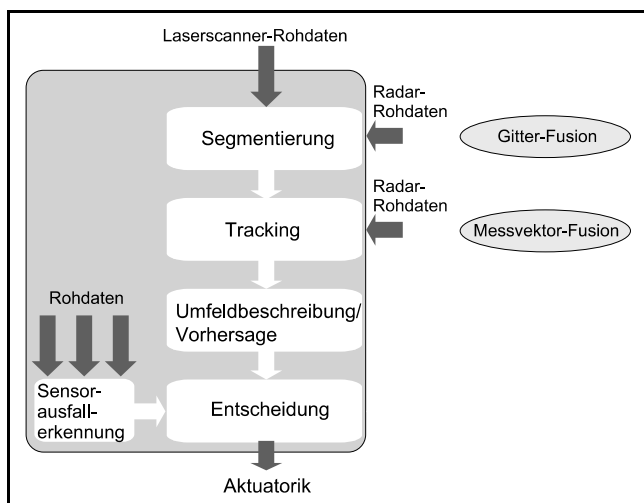 Laserscanner-Rohdaten
Radar-
Rohdaten
Segmentierung
Gitter-Fusion
Radar-
Rohdaten
Tracking
Messvektor-Fusion
Umfeldbeschreibung/
Vorhersage
Rohdaten
Sensor-
ausfall-
erkennung
Entscheidung
Aktuatorik